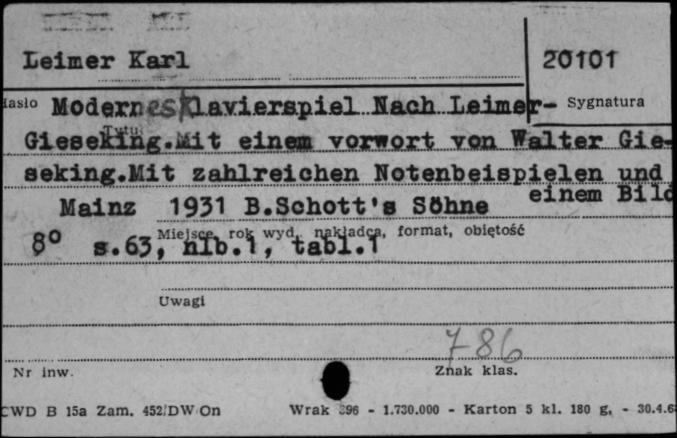 Leimer Karl
20101
Hasło
Sygnatura
Modernes Klavierspiel Nach Leimer-
Tytuł
Gieseking.Mit einem vorwort von Walter Gie-
seking.Mit zahlreichen Notenbeispielen und
einem Bild
Mainz 1931 B.Schott's Söhne
Miejsce, rok wyd., nakładca, format, objętość
8° s.63, nlb.1, tabl.1
Uwagi
786
Nr inw.
Znak klas.
CWD B 15a Zam. 452/DW/On Wrak 396 - 1.730.000 - Karton 5 kl. 180 g. - 30.4.6